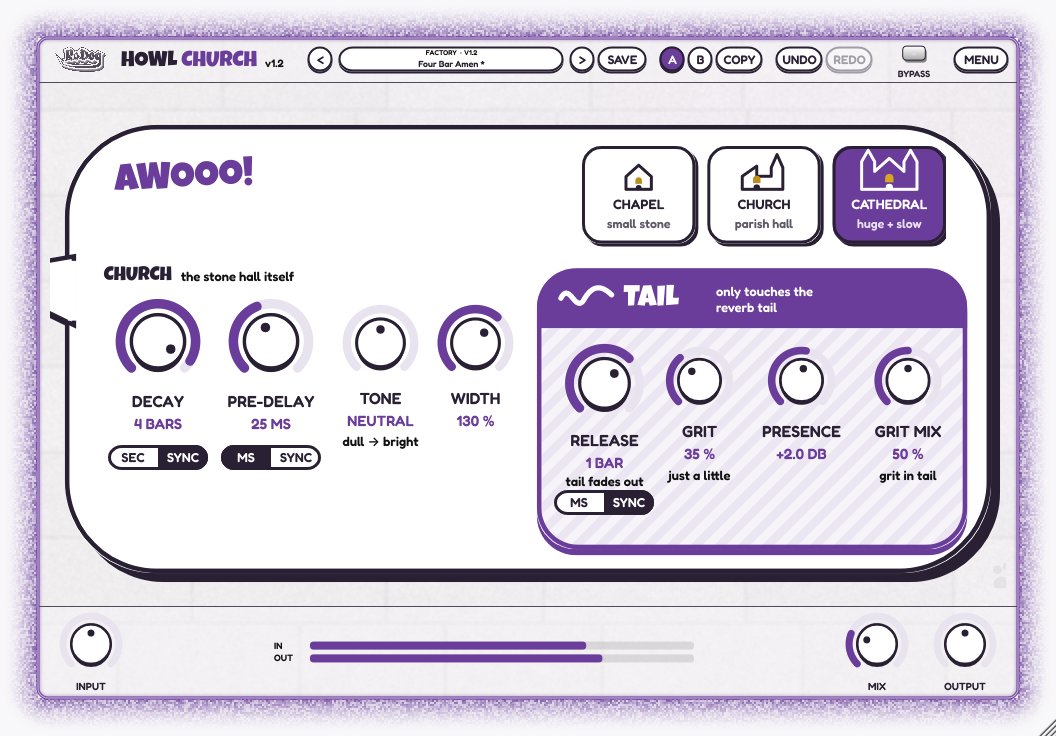 K9Dog
HOWL CHURCH v1.2
<
FACTORY - V1.2
Four Bar Amen *
>
SAVE
A
B
COPY
UNDO
REDO
BYPASS
MENU
AWOOO!
CHAPEL
small stone
CHURCH
parish hall
CATHEDRAL
huge + slow
CHURCH the stone hall itself
DECAY
4 BARS
SEC SYNC
PRE-DELAY
25 MS
MS SYNC
TONE
NEUTRAL
dull → bright
WIDTH
130 %
TAIL
only touches the
reverb tail
RELEASE
1 BAR
tail fades out
MS SYNC
GRIT
35 %
just a little
PRESENCE
+2.0 DB
GRIT MIX
50 %
grit in tail
INPUT
IN
OUT
MIX
OUTPUT